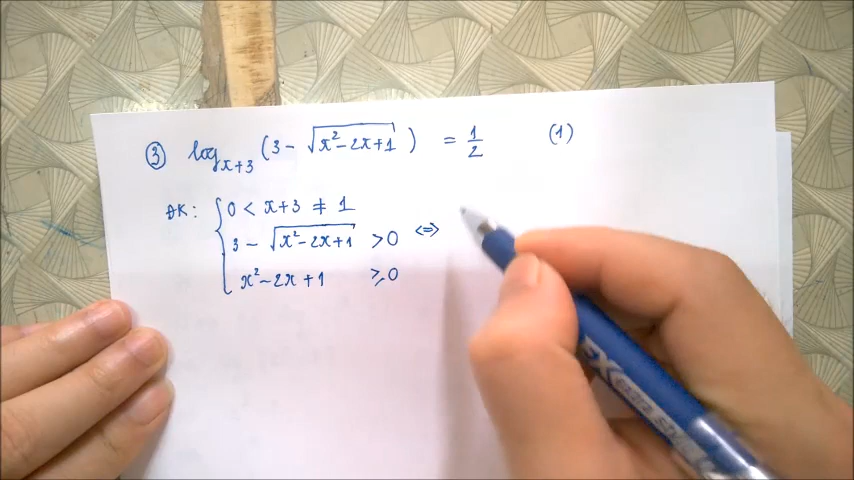 ③ log_{x+3} (3 - √(x²-2x+1)) = 1/2 (1)
ĐK: { 0 < x+3 ≠ 1
3 - √(x²-2x+1) > 0 ⇔
x² - 2x + 1 ≥ 0